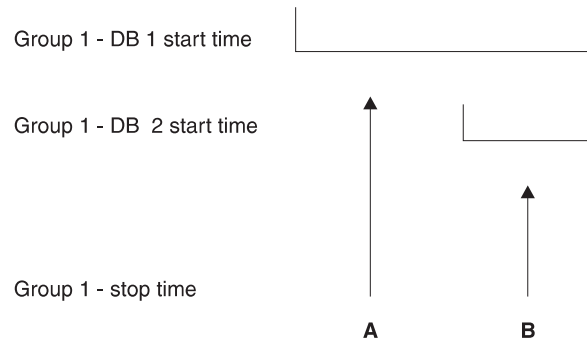 Group 1 - DB 1 start time
Group 1 - DB 2 start time
Group 1 - stop time
A B